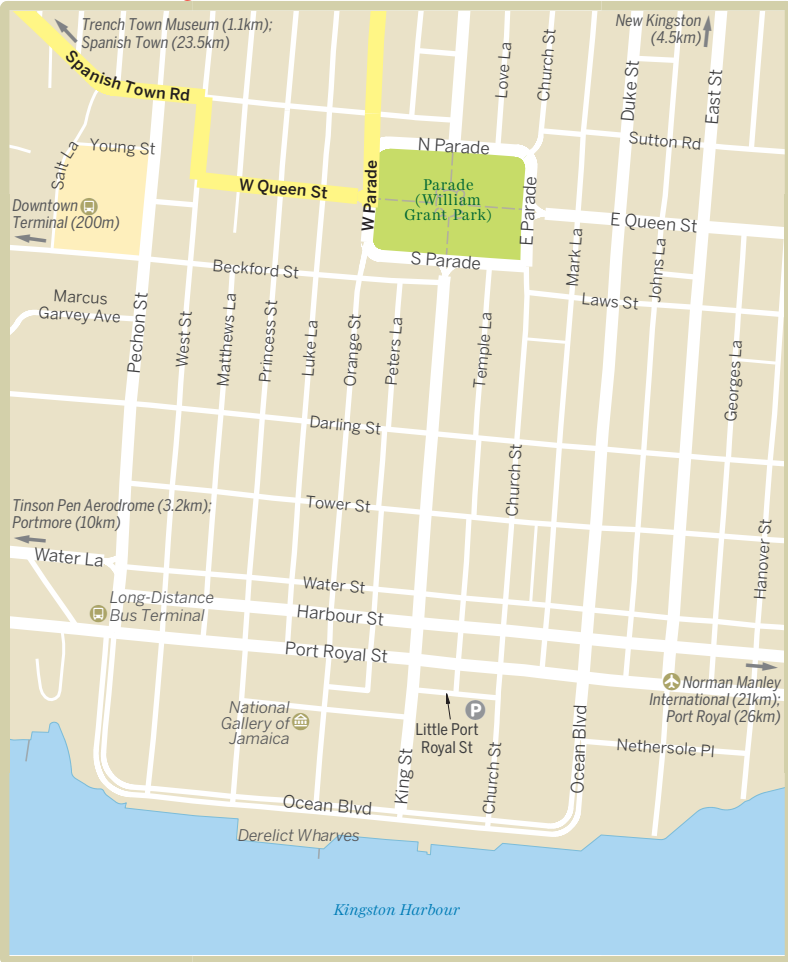 Trench Town Museum (1.1km);
Spanish Town (23.5km)
New Kingston
(4.5km)
Spanish Town Rd
Love La
Church St
Duke St
East St
Salt La
Young St
N Parade
Sutton Rd
W Queen St
W Parade
Parade
(William
Grant Park)
E Parade
Downtown
Terminal (200m)
E Queen St
S Parade
Mark La
Johns La
Beckford St
Laws St
Marcus
Garvey Ave
Pechon St
West St
Matthews La
Princess St
Luke La
Orange St
Peters La
Temple La
Georges La
Darling St
Church St
Tower St
Tinson Pen Aerodrome (3.2km);
Portmore (10km)
Hanover St
Water La
Water St
Long-Distance
Bus Terminal
Harbour St
Port Royal St
Norman Manley
International (21km);
Port Royal (26km)
National
Gallery of
Jamaica
P
Little Port
Royal St
King St
Church St
Ocean Blvd
Nethersole Pl
Ocean Blvd
Derelict Wharves
Kingston Harbour